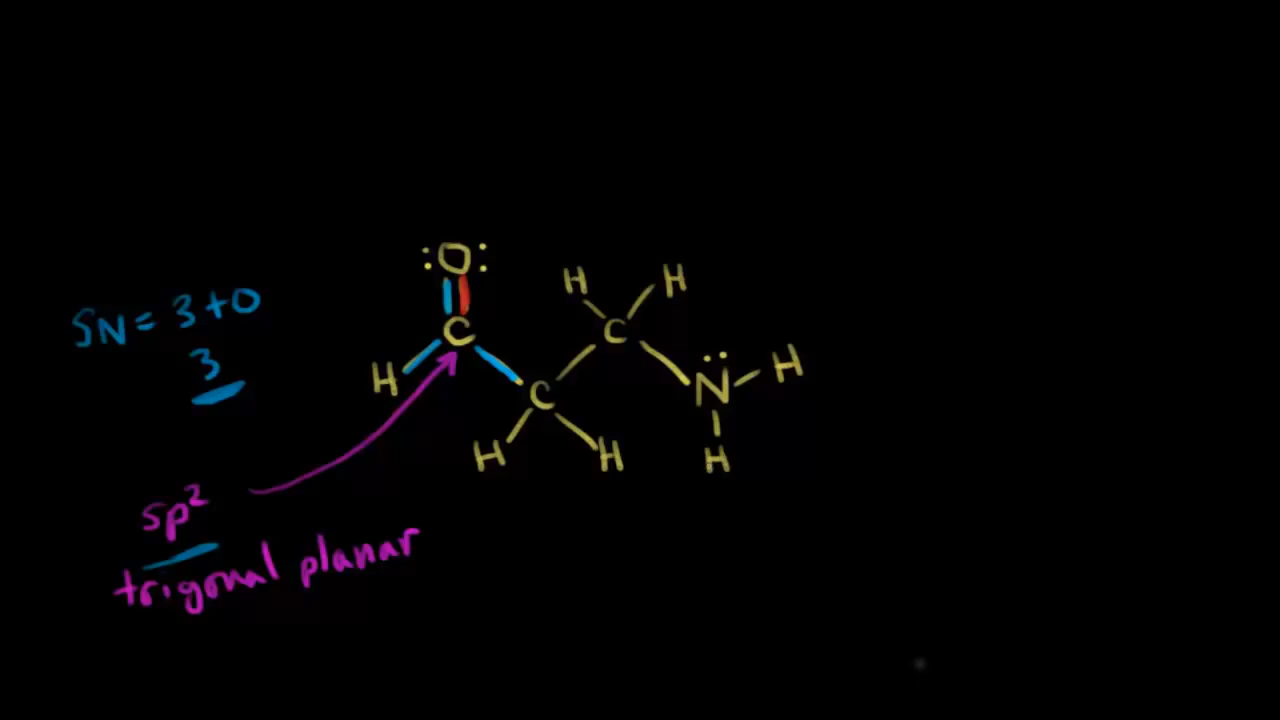 O
H H
SN = 3+0
C C
3
H C N H
H H H
sp²
trigonal planar